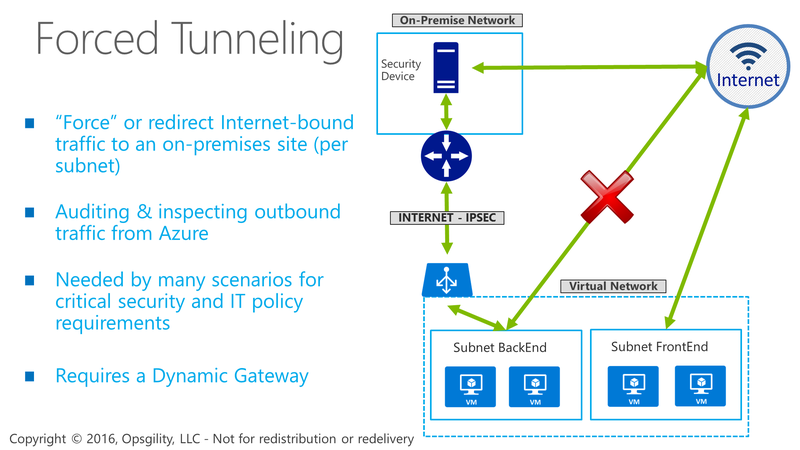 Forced Tunneling
"Force" or redirect Internet-bound
traffic to an on-premises site (per
subnet)
Auditing & inspecting outbound
traffic from Azure
Needed by many scenarios for
critical security and IT policy
requirements
Requires a Dynamic Gateway
On-Premise Network
Security
Device
Internet
INTERNET - IPSEC
Virtual Network
Subnet BackEnd
VM
VM
Subnet FrontEnd
VM
VM
Copyright © 2016, Opsgility, LLC - Not for redistribution or redelivery